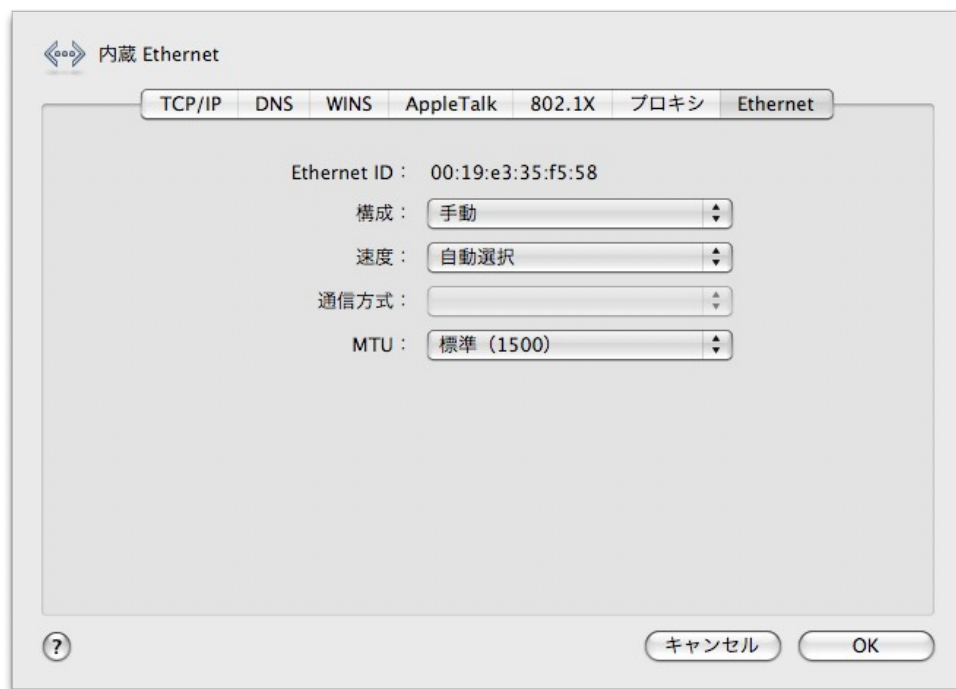 内蔵 Ethernet
TCP/IP DNS WINS AppleTalk 802.1X プロキシ Ethernet
Ethernet ID： 00:19:e3:35:f5:58
構成： 手動
速度： 自動選択
通信方式：
MTU： 標準（1500）
? キャンセル OK